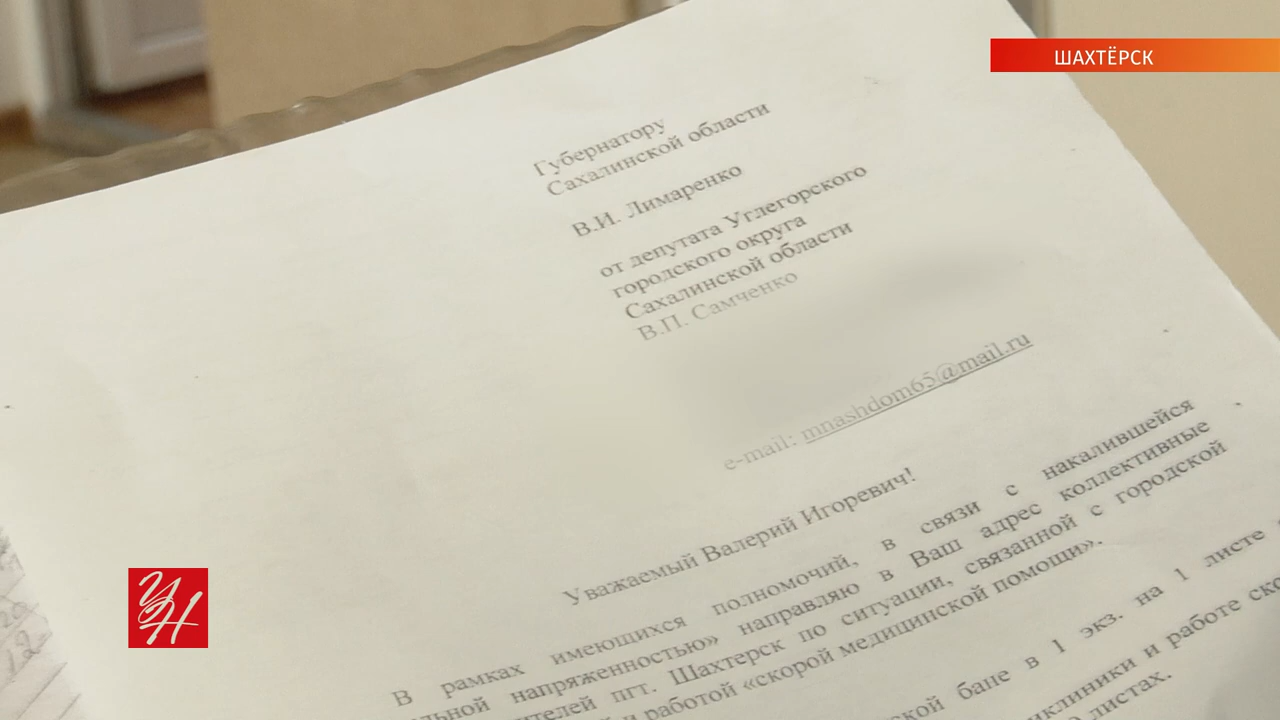 ШАХТЁРСК
Губернатору
Сахалинской области
В.И. Лимаренко
от депутата Углегорского
городского округа
Сахалинской области
В.П. Самченко
e-mail: mnashdom65@mail.ru
Уважаемый Валерий Игоревич!
В рамках имеющихся полномочий, в связи с накалившейся
напряженностью» направляю в Ваш адрес коллективные
пгт. Шахтерск по ситуации, связанной с городской
и работой «скорой медицинской помощи».
бане в 1 экз. на 1 листе
и работе
листах.
УН